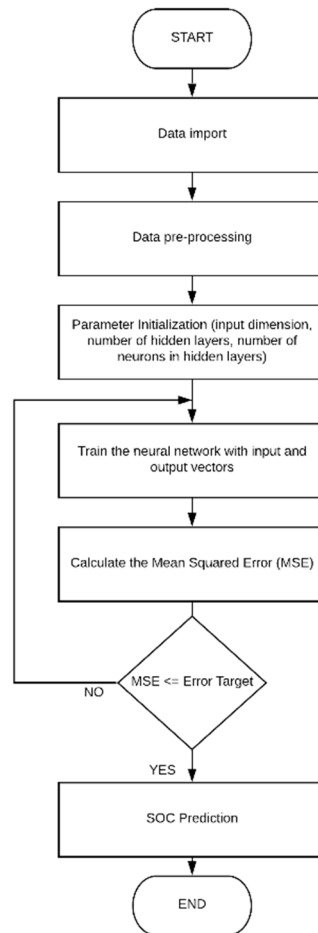 START
Data import
Data pre-processing
Parameter Initialization (input dimension,
number of hidden layers, number of
neurons in hidden layers)
Train the neural network with input and
output vectors
Calculate the Mean Squared Error (MSE)
MSE <= Error Target
NO
YES
SOC Prediction
END